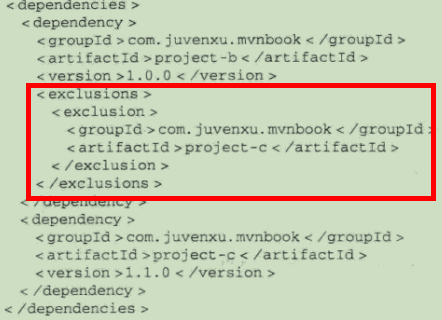 <dependencies>
<dependency>
<groupId>com.juvenxu.mvnbook</groupId>
<artifactId>project-b</artifactId>
<version>1.0.0</version>
<exclusions>
<exclusion>
<groupId>com.juvenxu.mvnbook</groupId>
<artifactId>project-c</artifactId>
</exclusion>
</exclusions>
</dependency>
<dependency>
<groupId>com.juvenxu.mvnbook</groupId>
<artifactId>project-c</artifactId>
<version>1.1.0</version>
</dependency>
</dependencies>